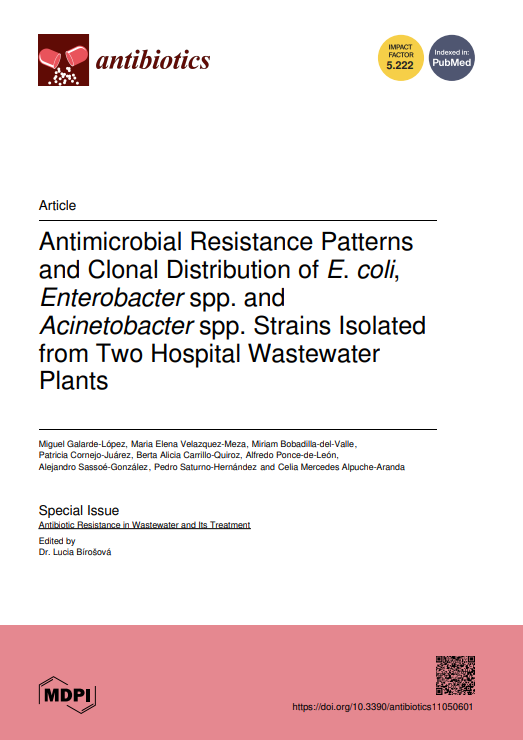 antibiotics
IMPACT
FACTOR
5.222
Indexed in:
PubMed
Article
Antimicrobial Resistance Patterns
and Clonal Distribution of E. coli,
Enterobacter spp. and
Acinetobacter spp. Strains Isolated
from Two Hospital Wastewater
Plants
Miguel Galarde-López, Maria Elena Velazquez-Meza, Miriam Bobadilla-del-Valle,
Patricia Cornejo-Juárez, Berta Alicia Carrillo-Quiroz, Alfredo Ponce-de-León,
Alejandro Sassoé-González, Pedro Saturno-Hernández and Celia Mercedes Alpuche-Aranda
Special Issue
Antibiotic Resistance in Wastewater and Its Treatment
Edited by
Dr. Lucia Bírošová
MDPI
https://doi.org/10.3390/antibiotics11050601